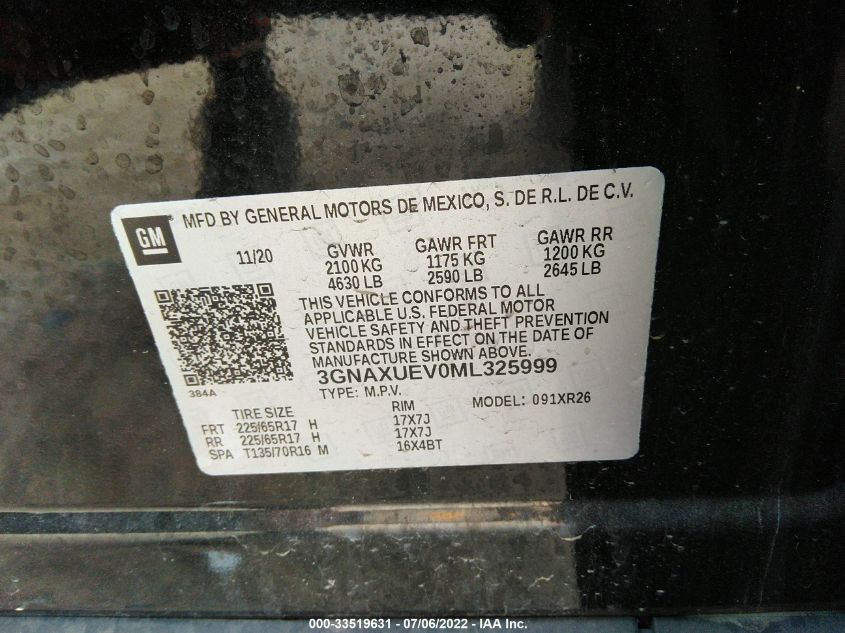 GM
MFD BY GENERAL MOTORS DE MEXICO, S. DE R.L. DE C.V.
11/20 GVWR GAWR FRT GAWR RR
2100 KG 1175 KG 1200 KG
4630 LB 2590 LB 2645 LB
THIS VEHICLE CONFORMS TO ALL
APPLICABLE U.S. FEDERAL MOTOR
VEHICLE SAFETY AND THEFT PREVENTION
STANDARDS IN EFFECT ON THE DATE OF
MANUFACTURE SHOWN ABOVE.
384A
3GNAXUEV0ML325999
TYPE: M.P.V. MODEL: 091XR26
TIRE SIZE RIM
FRT 225/65R17 H 17X7J
RR 225/65R17 H 17X7J
SPA T135/70R16 M 16X4BT
000-33519631 - 07/06/2022 - IAA Inc.